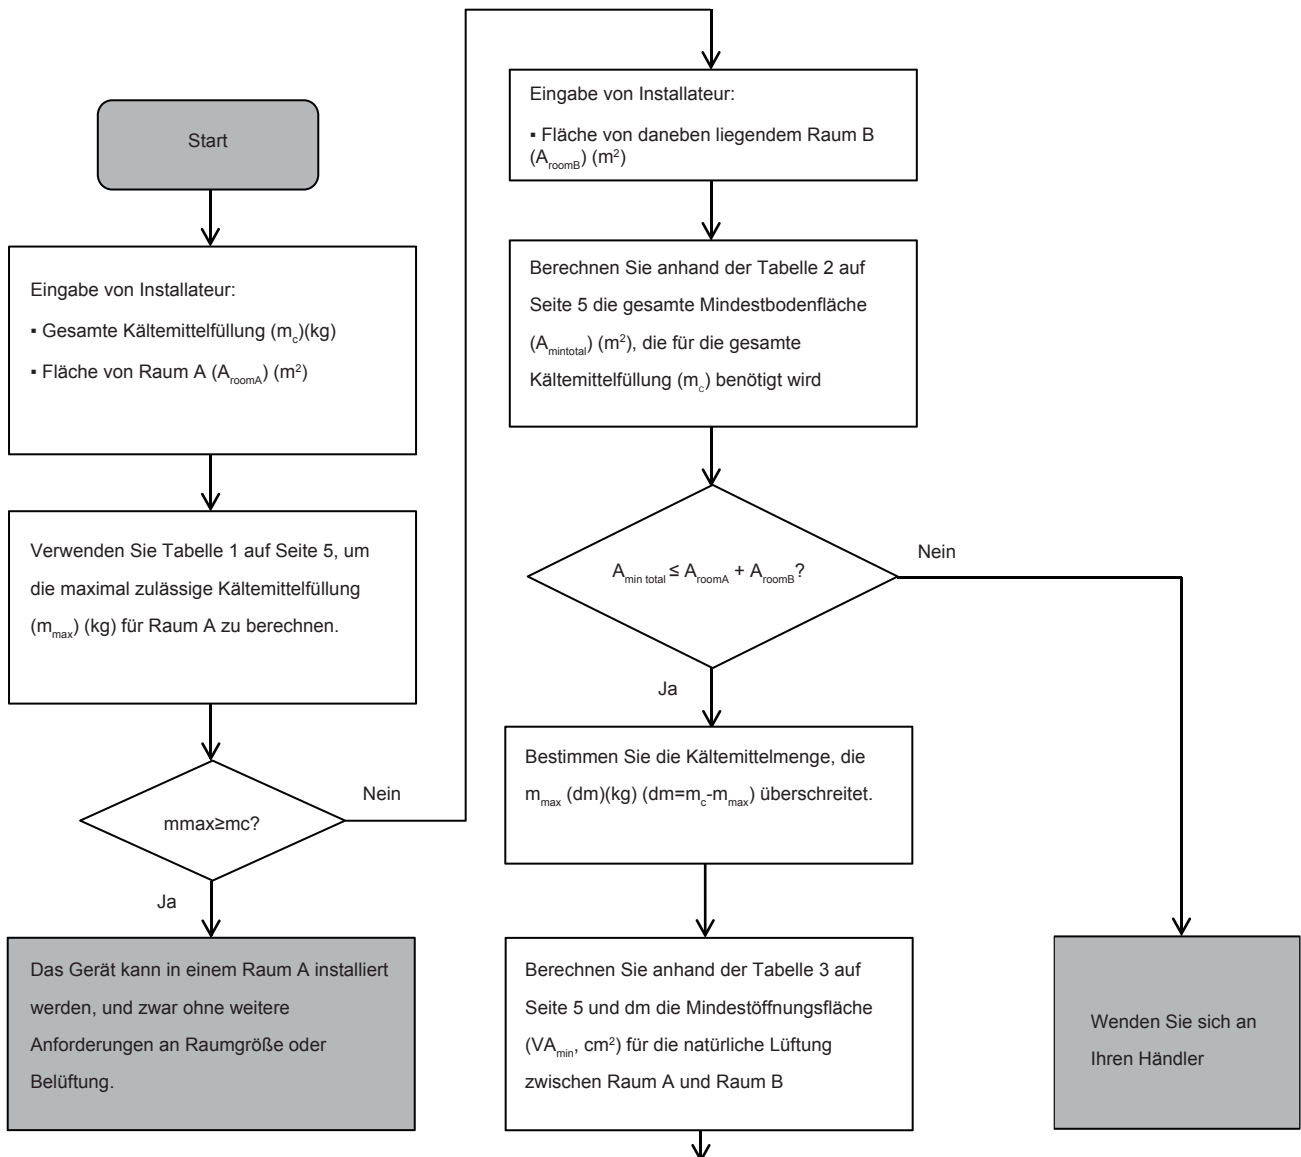 Start
Eingabe von Installateur:
▪ Gesamte Kältemittelfüllung (mc)(kg)
▪ Fläche von Raum A (AroomA) (m²)
Verwenden Sie Tabelle 1 auf Seite 5, um
die maximal zulässige Kältemittelfüllung
(mmax) (kg) für Raum A zu berechnen.
mmax≥mc?
Nein
Ja
Das Gerät kann in einem Raum A installiert
werden, und zwar ohne weitere
Anforderungen an Raumgröße oder
Belüftung.
Eingabe von Installateur:
▪ Fläche von daneben liegendem Raum B
(AroomB) (m²)
Berechnen Sie anhand der Tabelle 2 auf
Seite 5 die gesamte Mindestbodenfläche
(Amintotal) (m²), die für die gesamte
Kältemittelfüllung (mc) benötigt wird
Amin total ≤ AroomA + AroomB?
Nein
Ja
Bestimmen Sie die Kältemittelmenge, die
mmax (dm)(kg) (dm=mc-mmax) überschreitet.
Berechnen Sie anhand der Tabelle 3 auf
Seite 5 und dm die Mindestöffnungsfläche
(VAmin, cm²) für die natürliche Lüftung
zwischen Raum A und Raum B
Wenden Sie sich an
Ihren Händler